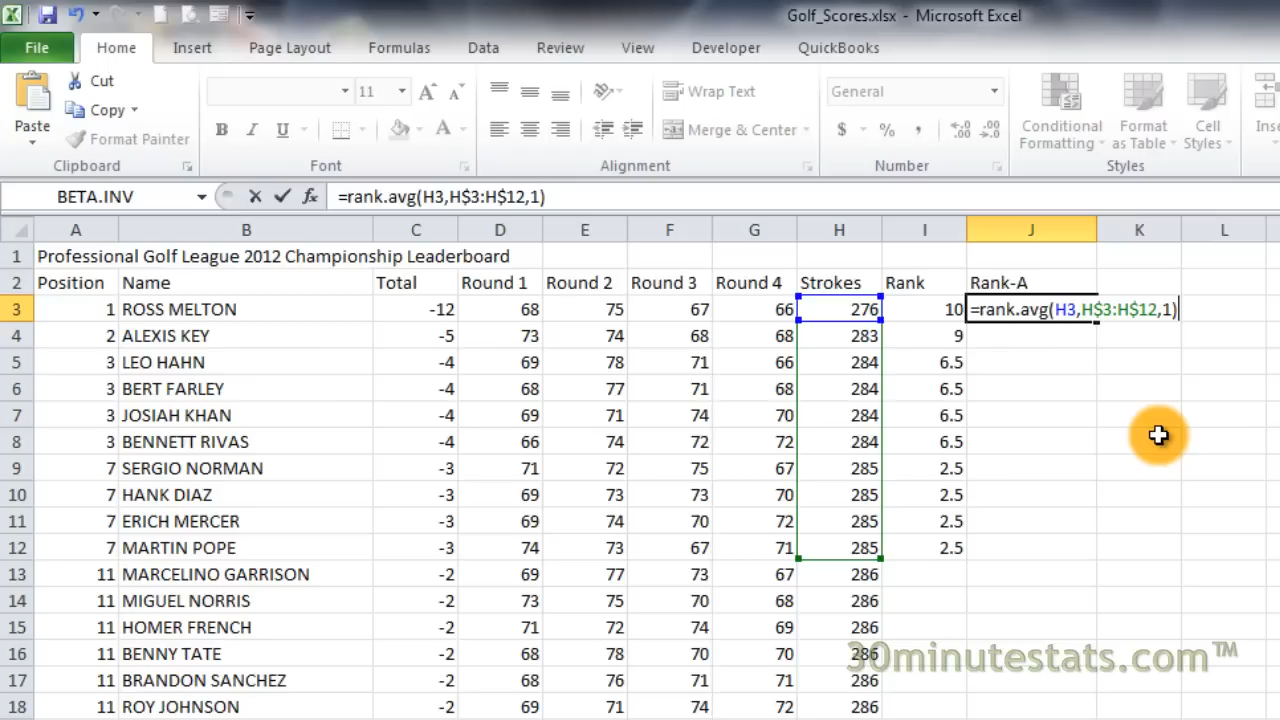 Golf_Scores.xlsx - Microsoft Excel
File Home Insert Page Layout Formulas Data Review View Developer QuickBooks
Cut
Copy
Format Painter
Paste
11
Wrap Text
Merge & Center
General
$ % ,
Conditional Formatting
Format as Table
Cell Styles
Clipboard Font Alignment Number Styles
BETA.INV fx =rank.avg(H3,H$3:H$12,1)
A B C D E F G H I J K L
1 Professional Golf League 2012 Championship Leaderboard
2 Position Name Total Round 1 Round 2 Round 3 Round 4 Strokes Rank Rank-A
3 1 ROSS MELTON -12 68 75 67 66 276 10 =rank.avg(H3,H$3:H$12,1)
4 2 ALEXIS KEY -5 73 74 68 68 283 9
5 3 LEO HAHN -4 69 78 71 66 284 6.5
6 3 BERT FARLEY -4 68 77 71 68 284 6.5
7 3 JOSIAH KHAN -4 69 71 74 70 284 6.5
8 3 BENNETT RIVAS -4 66 74 72 72 284 6.5
9 7 SERGIO NORMAN -3 71 72 75 67 285 2.5
10 7 HANK DIAZ -3 69 73 73 70 285 2.5
11 7 ERICH MERCER -3 69 74 70 72 285 2.5
12 7 MARTIN POPE -3 74 73 67 71 285 2.5
13 11 MARCELINO GARRISON -2 69 77 73 67 286
14 11 MIGUEL NORRIS -2 73 75 70 68 286
15 11 HOMER FRENCH -2 71 72 74 69 286
16 11 BENNY TATE -2 68 78 70 70 286
17 11 BRANDON SANCHEZ -2 68 76 71 71 286
18 11 ROY JOHNSON -2 69 71 74 72 286
30minutestats.com™